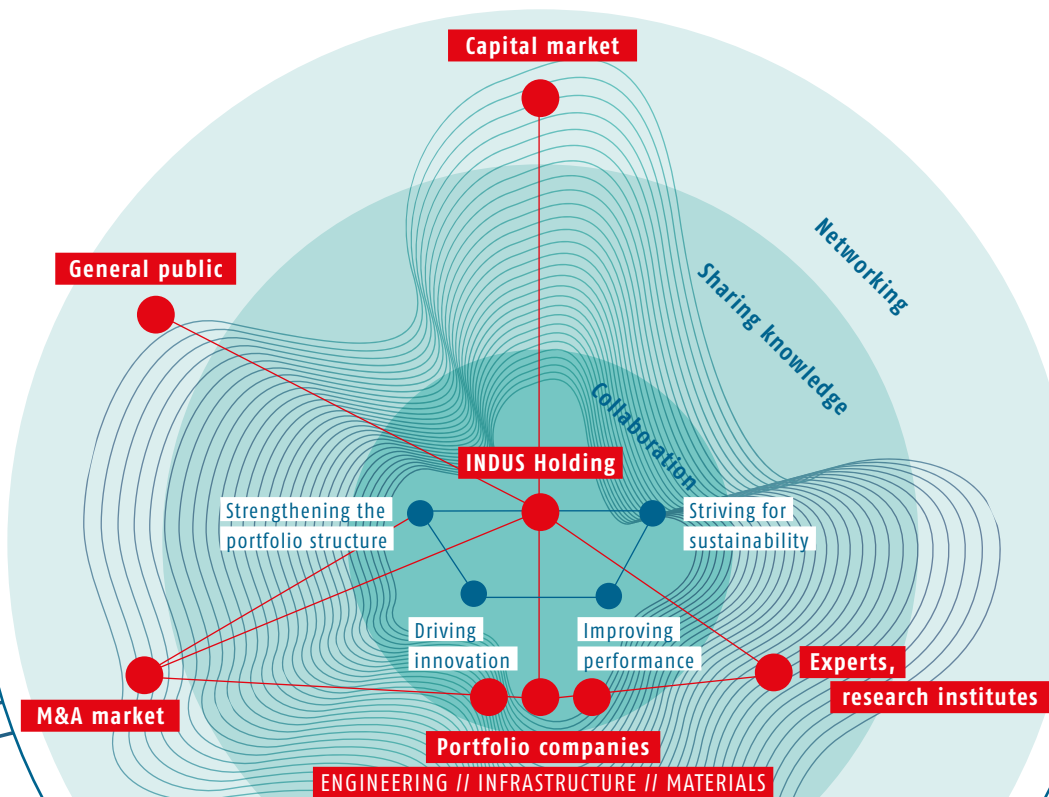 Capital market
Networking
General public
Sharing knowledge
Collaboration
INDUS Holding
Strengthening the
portfolio structure
Striving for
sustainability
Driving
innovation
Improving
performance
Experts,
research institutes
M&A market
Portfolio companies
ENGINEERING // INFRASTRUCTURE // MATERIALS